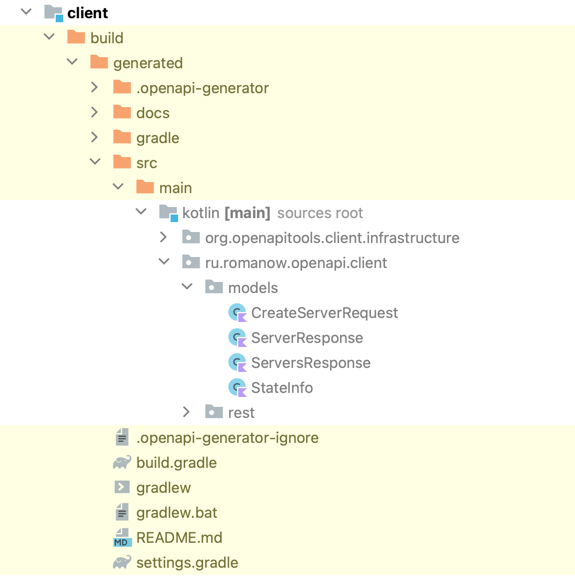 client
build
generated
.openapi-generator
docs
gradle
src
main
kotlin [main] sources root
org.openapitools.client.infrastructure
ru.romanow.openapi.client
models
CreateServerRequest
ServerResponse
ServersResponse
StateInfo
rest
.openapi-generator-ignore
build.gradle
gradlew
gradlew.bat
MD README.md
settings.gradle